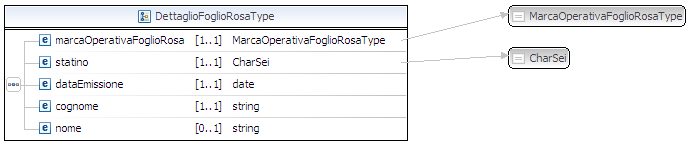 DettaglioFoglioRosaType
marcaOperativaFoglioRosa [1..1] MarcaOperativaFoglioRosaType
statino [1..1] CharSei
dataEmissione [1..1] date
cognome [1..1] string
nome [0..1] string
MarcaOperativaFoglioRosaType
CharSei